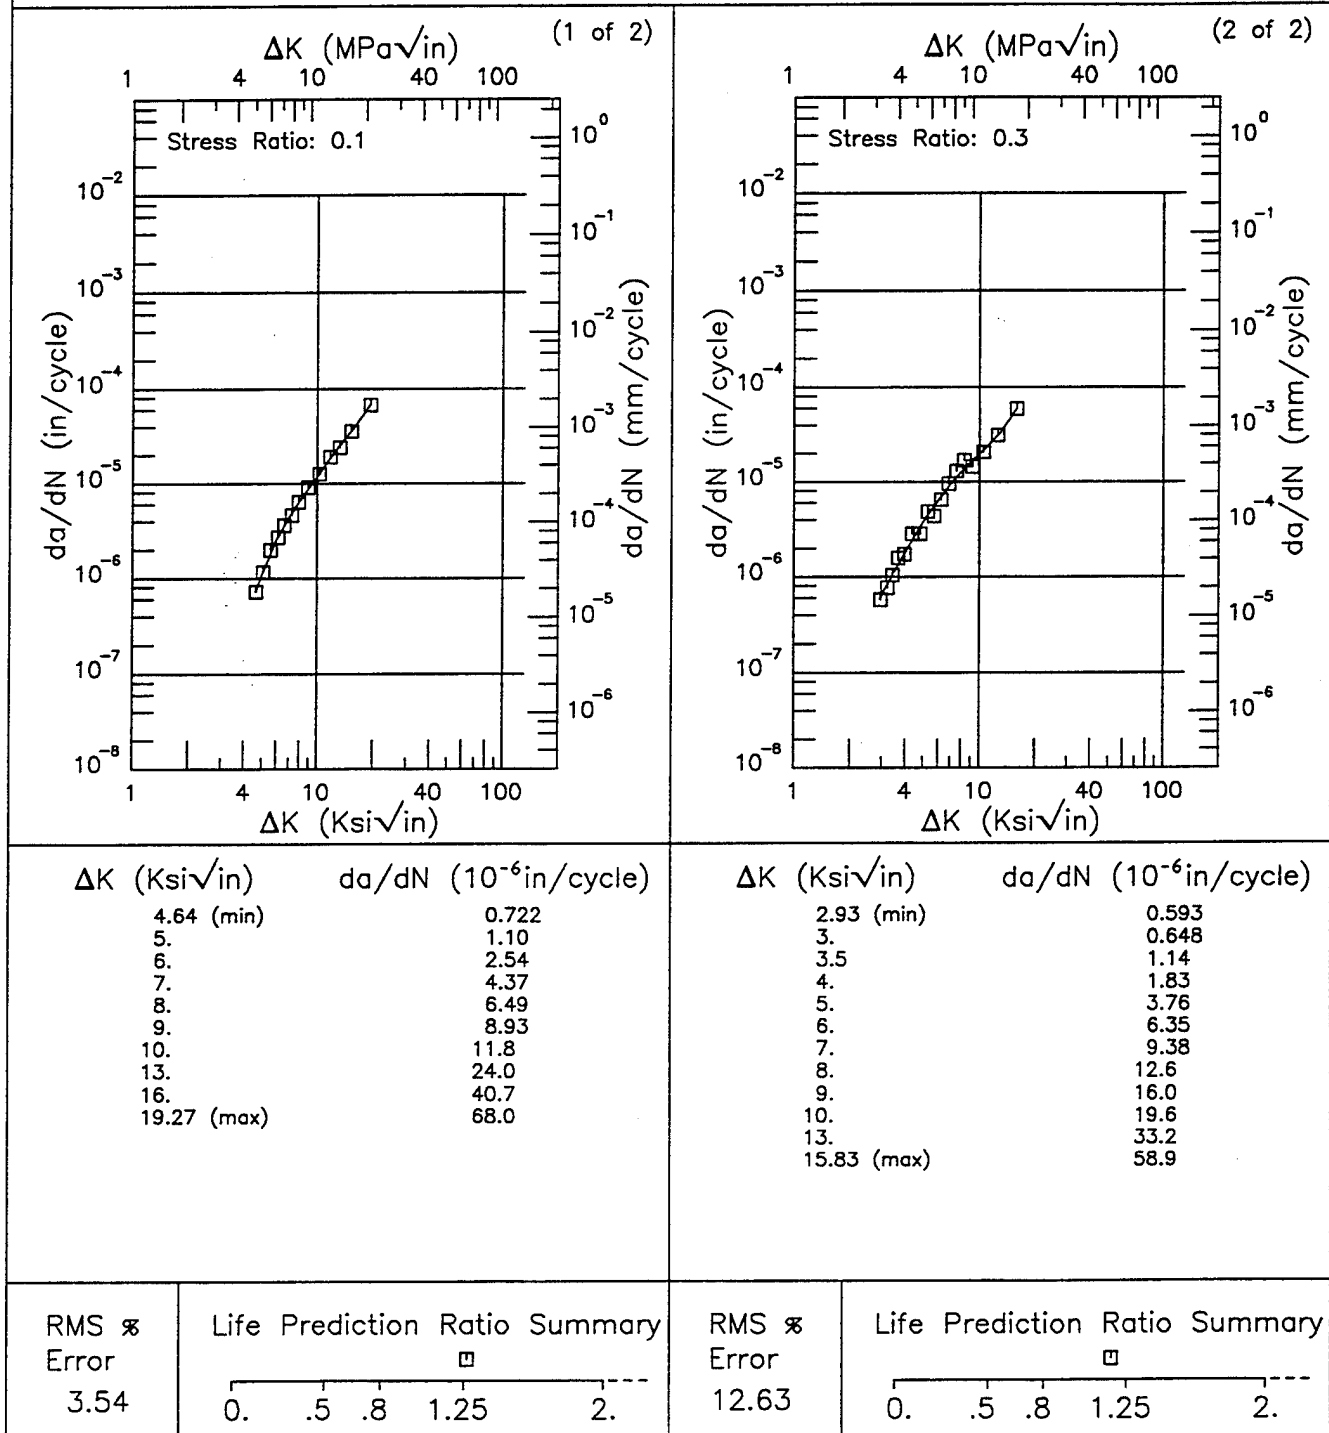 (1 of 2)
ΔK (MPa√in)
1 4 10 40 100
Stress Ratio: 0.1
10⁻²
10⁻³
10⁻⁴
10⁻⁵
10⁻⁶
10⁻⁷
10⁻⁸
da/dN (in/cycle)
10⁰
10⁻¹
10⁻²
10⁻³
10⁻⁴
10⁻⁵
10⁻⁶
da/dN (mm/cycle)
1 4 10 40 100
ΔK (Ksi√in)
ΔK (Ksi√in) da/dN (10⁻⁶in/cycle)
4.64 (min) 0.722
5. 1.10
6. 2.54
7. 4.37
8. 6.49
9. 8.93
10. 11.8
13. 24.0
16. 40.7
19.27 (max) 68.0
RMS %
Error
3.54
Life Prediction Ratio Summary
0. .5 .8 1.25 2.
(2 of 2)
ΔK (MPa√in)
1 4 10 40 100
Stress Ratio: 0.3
10⁻²
10⁻³
10⁻⁴
10⁻⁵
10⁻⁶
10⁻⁷
10⁻⁸
da/dN (in/cycle)
10⁰
10⁻¹
10⁻²
10⁻³
10⁻⁴
10⁻⁵
10⁻⁶
da/dN (mm/cycle)
1 4 10 40 100
ΔK (Ksi√in)
ΔK (Ksi√in) da/dN (10⁻⁶in/cycle)
2.93 (min) 0.593
3. 0.648
3.5 1.14
4. 1.83
5. 3.76
6. 6.35
7. 9.38
8. 12.6
9. 16.0
10. 19.6
13. 33.2
15.83 (max) 58.9
RMS %
Error
12.63
Life Prediction Ratio Summary
0. .5 .8 1.25 2.